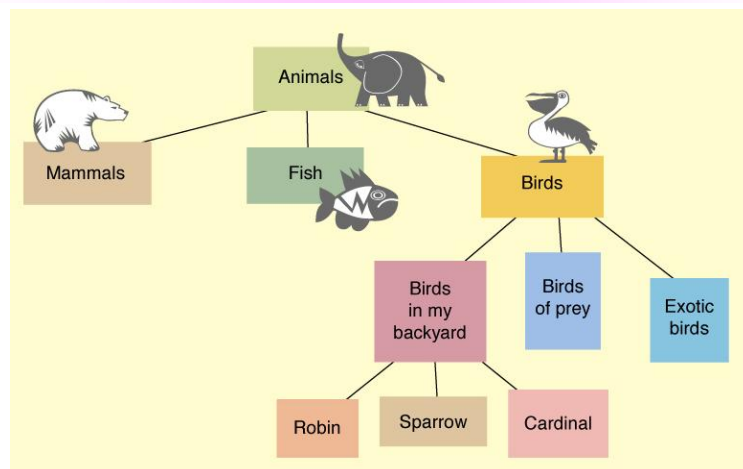 Animals
Mammals
Fish
Birds
Birds
in my
backyard
Birds
of prey
Exotic
birds
Robin
Sparrow
Cardinal